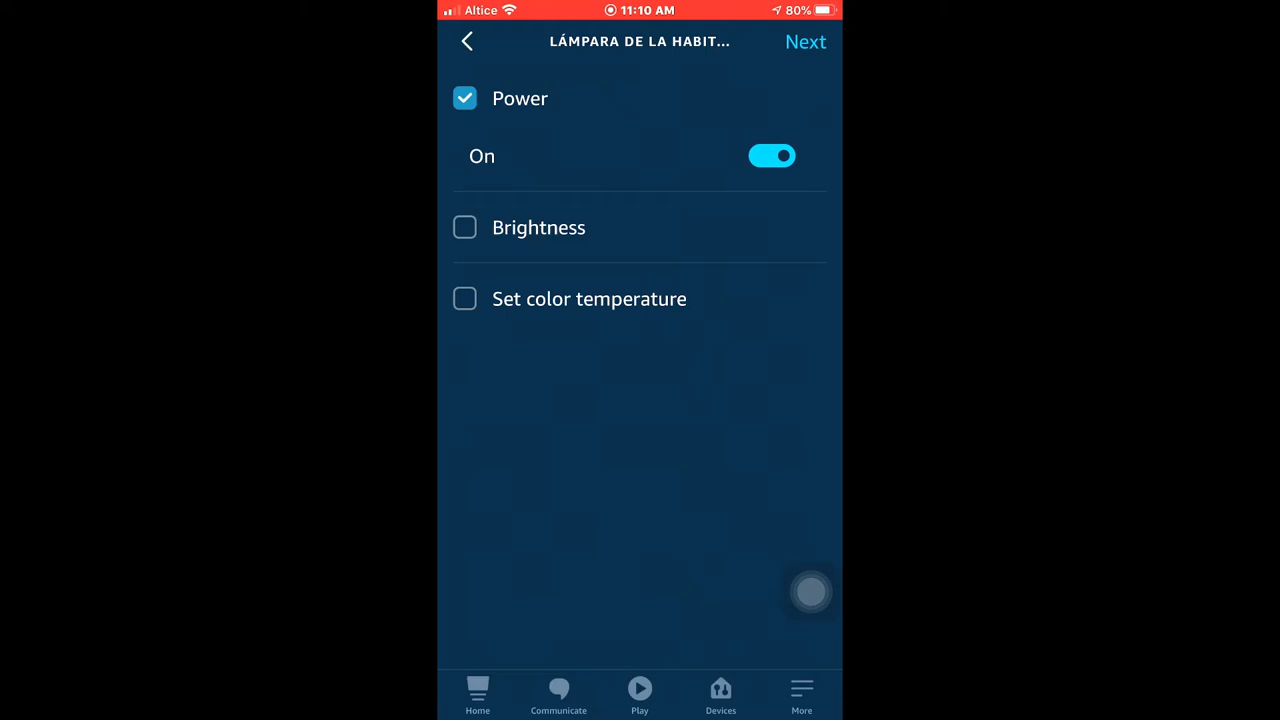 Altice 11:10 AM 80%
LÁMPARA DE LA HABIT... Next
Power
On
Brightness
Set color temperature
Home Communicate Play Devices More